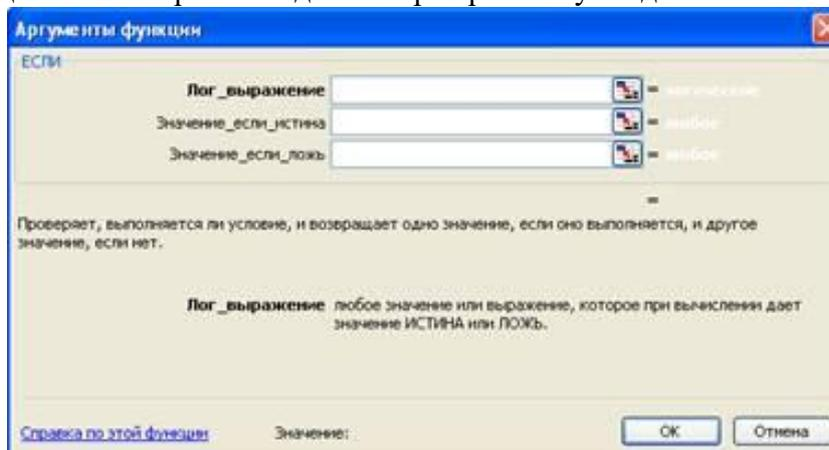 Аргументы функции
ЕСЛИ
Лог_выражение =
Значение_если_истина =
Значение_если_ложь =
=
Проверяет, выполняется ли условие, и возвращает одно значение, если оно выполняется, и другое
значение, если нет.
Лог_выражение любое значение или выражение, которое при вычислении дает
значение ИСТИНА или ЛОЖЬ.
Справка по этой функции Значение: ОК Отмена